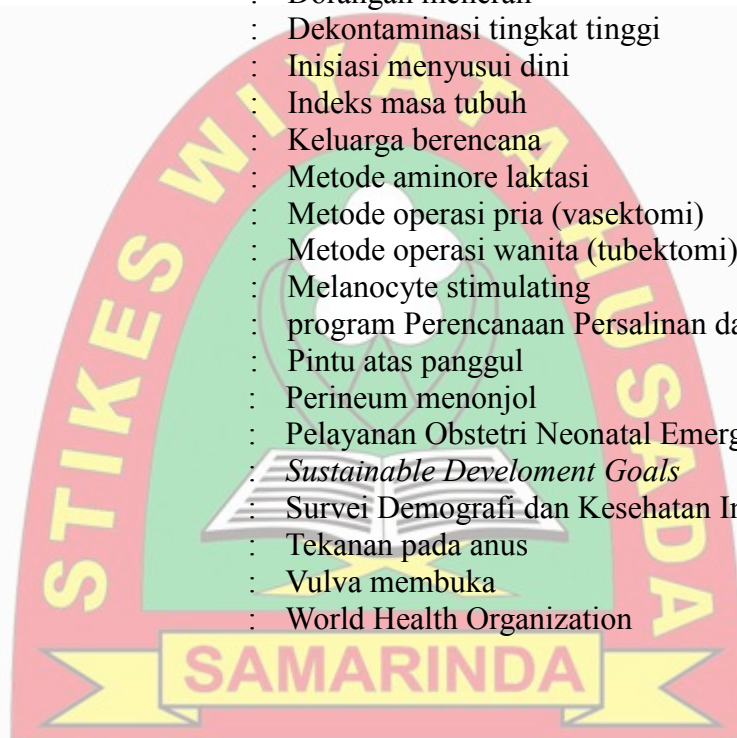 : Dekontaminasi tingkat tinggi
: Inisiasi menyusui dini
: Indeks masa tubuh
: Keluarga berencana
: Metode aminore laktasi
: Metode operasi pria (vasektomi)
: Metode operasi wanita (tubektomi)
: Melanocyte stimulating
: program Perencanaan Persalinan da
: Pintu atas panggul
: Perineum menonjol
: Pelayanan Obstetri Neonatal Emerg
: Sustainable Develoment Goals
: Survei Demografi dan Kesehatan In
: Tekanan pada anus
: Vulva membuka
: World Health Organization
STIKES WIYATA HUSADA
SAMARINDA